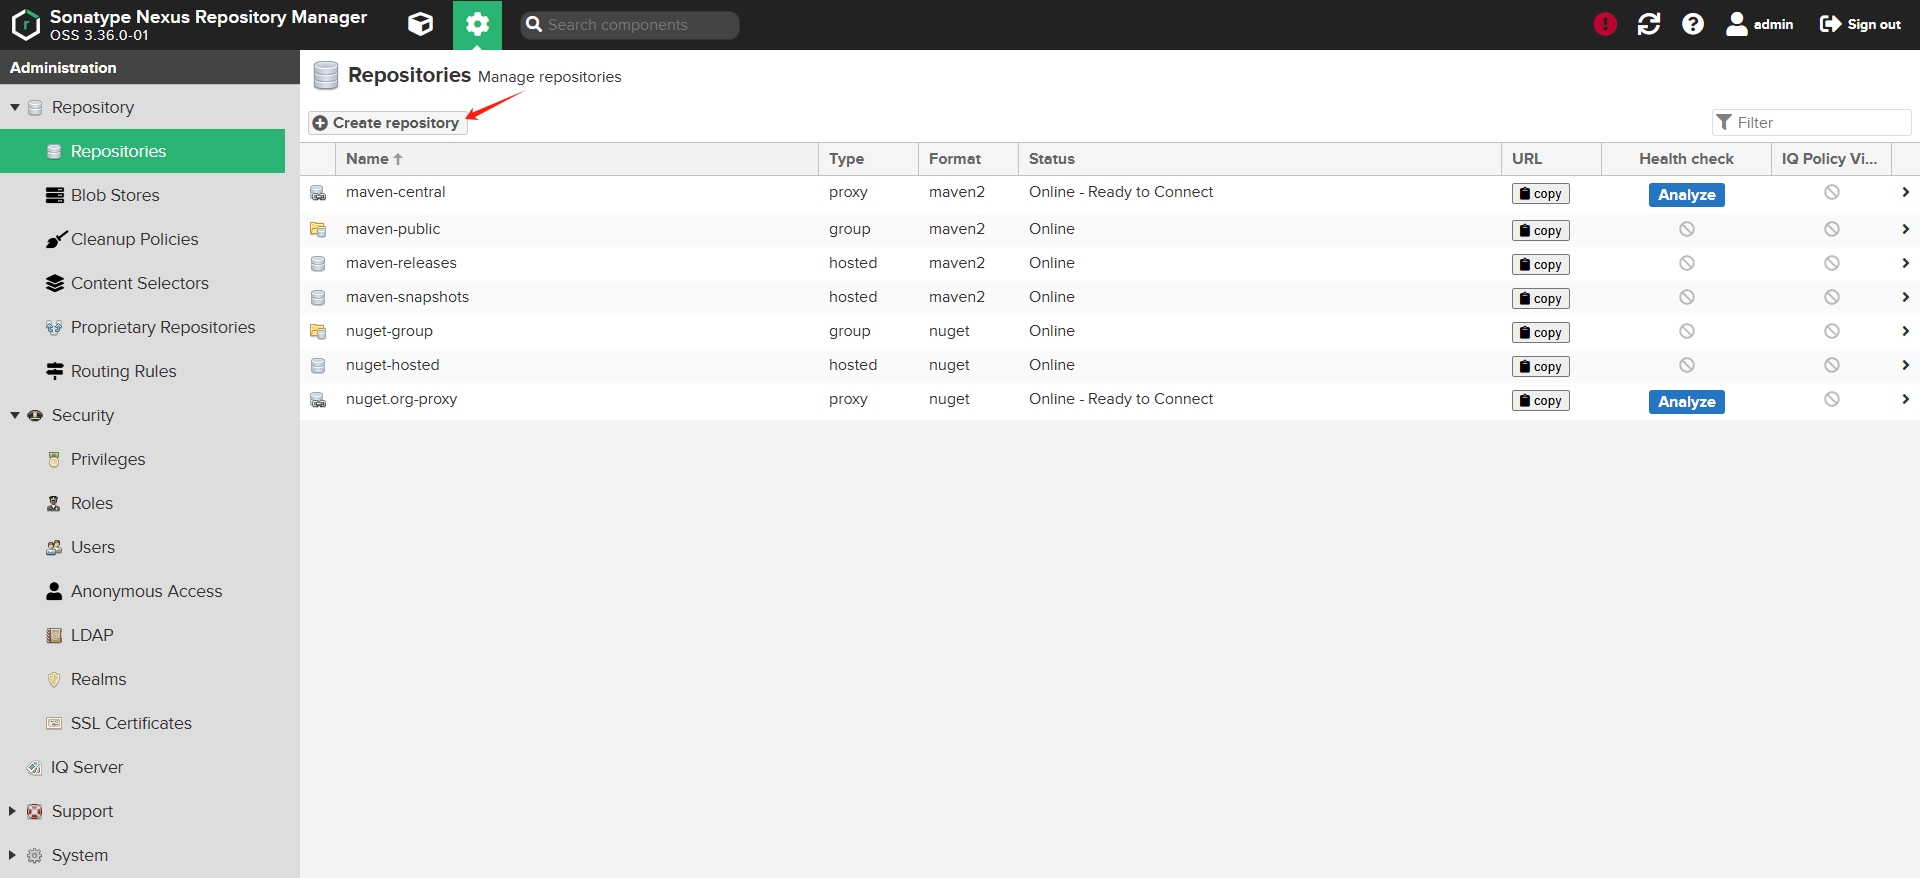 Sonatype Nexus Repository Manager
OSS 3.36.0-01
Search components
admin
Sign out
Administration
Repository
Repositories
Blob Stores
Cleanup Policies
Content Selectors
Proprietary Repositories
Routing Rules
Security
Privileges
Roles
Users
Anonymous Access
LDAP
Realms
SSL Certificates
IQ Server
Support
System
Repositories Manage repositories
Create repository
Filter
Name Type Format Status URL Health check IQ Policy Vi...
maven-central proxy maven2 Online - Ready to Connect copy Analyze
maven-public group maven2 Online copy
maven-releases hosted maven2 Online copy
maven-snapshots hosted maven2 Online copy
nuget-group group nuget Online copy
nuget-hosted hosted nuget Online copy
nuget.org-proxy proxy nuget Online - Ready to Connect copy Analyze